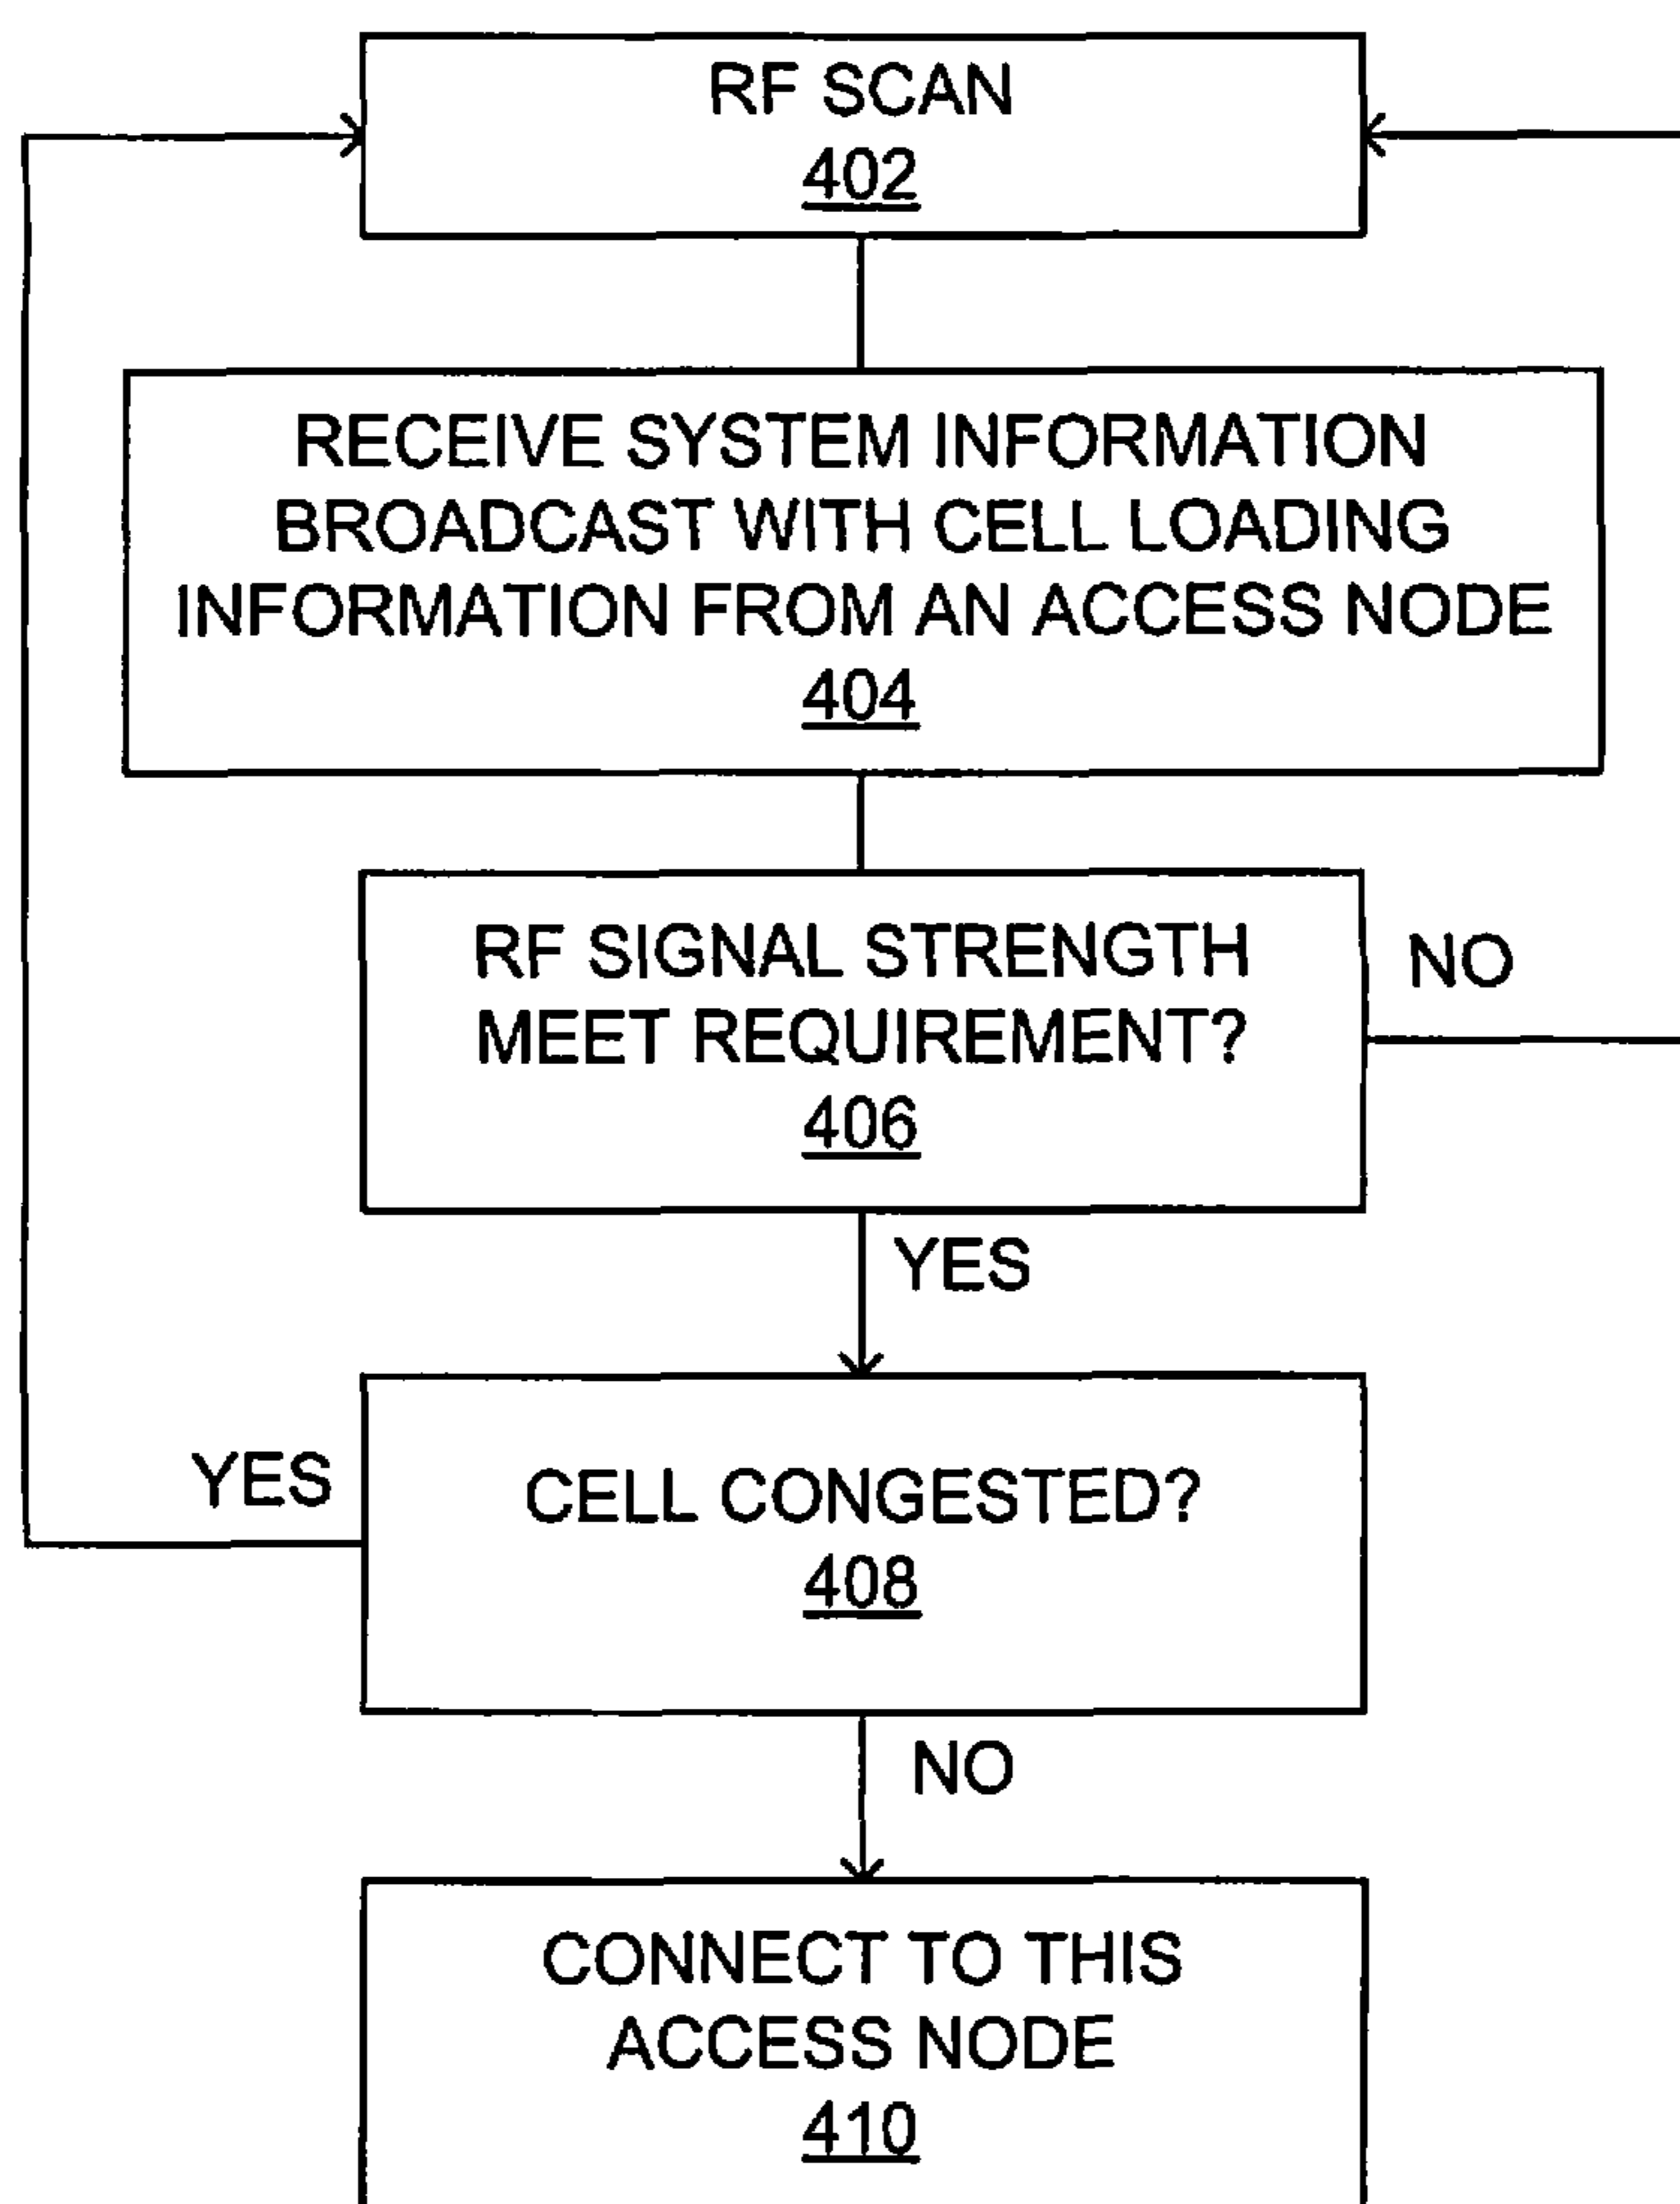 RF SCAN
402
RECEIVE SYSTEM INFORMATION
BROADCAST WITH CELL LOADING
INFORMATION FROM AN ACCESS NODE
404
RF SIGNAL STRENGTH
MEET REQUIREMENT?
406
NO
YES
YES
CELL CONGESTED?
408
NO
CONNECT TO THIS
ACCESS NODE
410